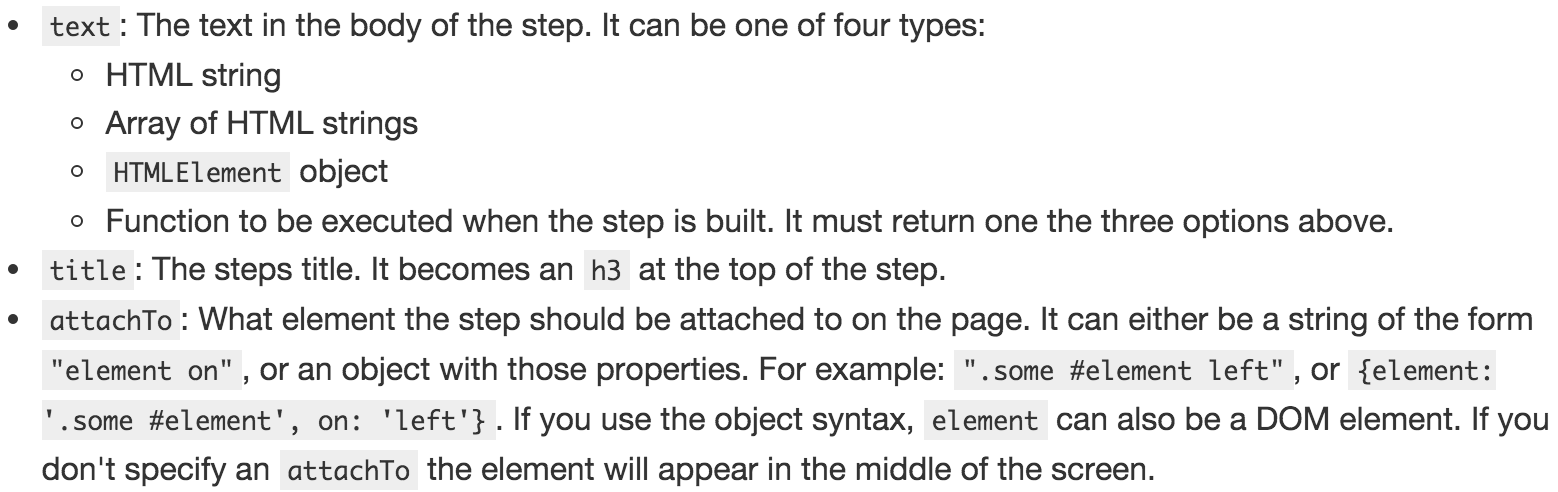 text: The text in the body of the step. It can be one of four types:
HTML string
Array of HTML strings
HTMLElement object
Function to be executed when the step is built. It must return one the three options above.
title: The steps title. It becomes an h3 at the top of the step.
attachTo: What element the step should be attached to on the page. It can either be a string of the form
"element on", or an object with those properties. For example: ".some #element left", or {element:
'.some #element', on: 'left'}. If you use the object syntax, element can also be a DOM element. If you
don't specify an attachTo the element will appear in the middle of the screen.